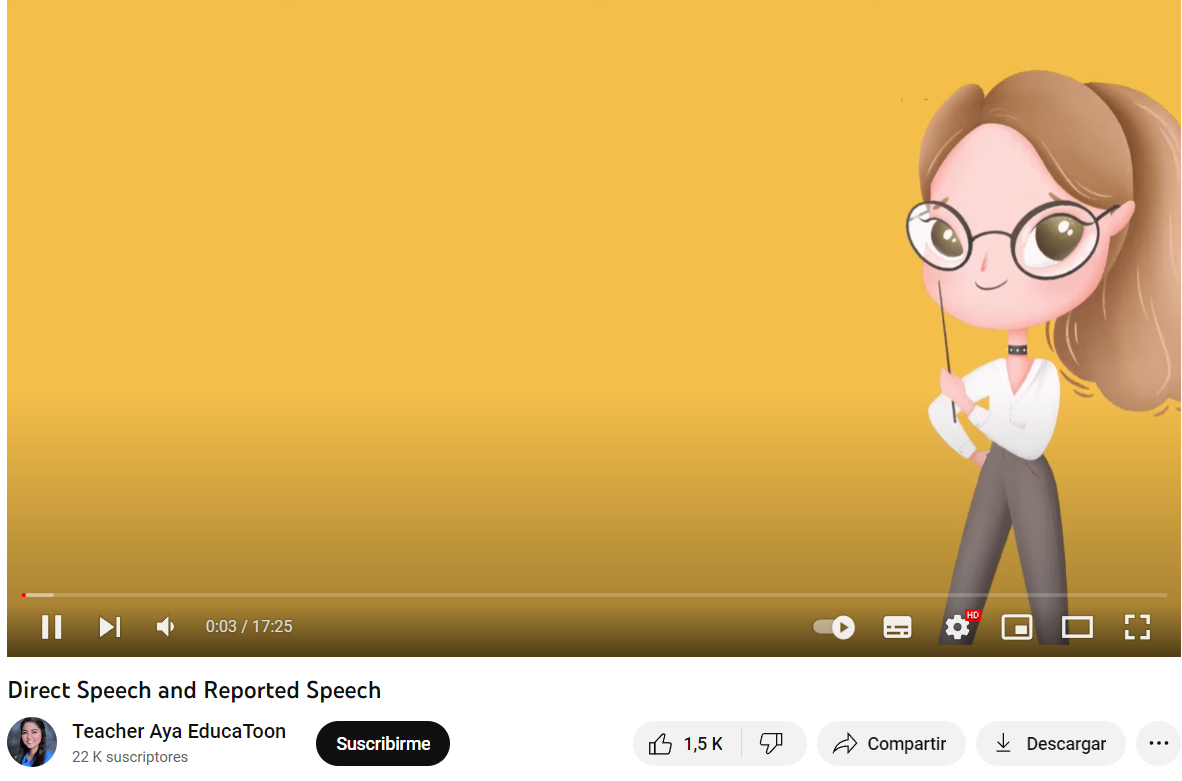 HD
0:03 / 17:25
Direct Speech and Reported Speech
Teacher Aya EducaToon
22 K suscriptores
Suscribirme
1,5 K
Compartir
Descargar